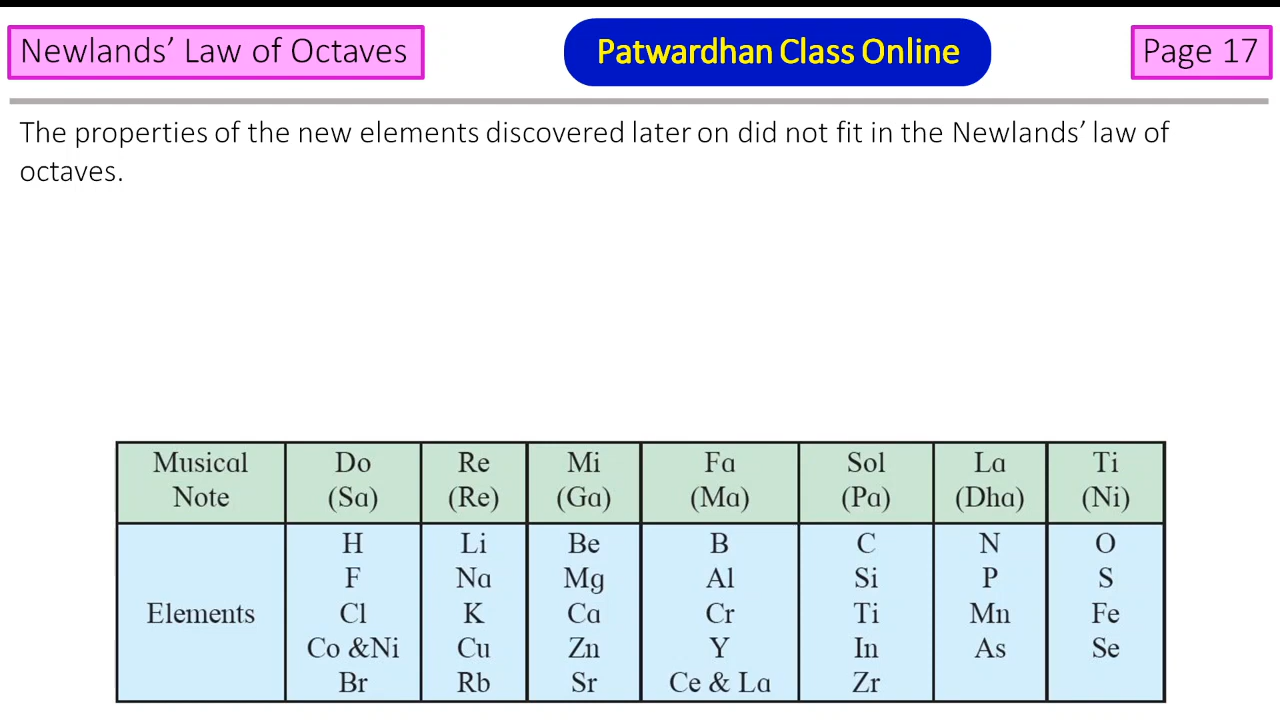 Newlands’ Law of Octaves
Patwardhan Class Online
Page 17
The properties of the new elements discovered later on did not fit in the Newlands’ law of
octaves.
Musical Note Do (Sa) Re (Re) Mi (Ga) Fa (Ma) Sol (Pa) La (Dha) Ti (Ni)
Elements
H Li Be B C N O
F Na Mg Al Si P S
Cl K Ca Cr Ti Mn Fe
Co &Ni Cu Zn Y In As Se
Br Rb Sr Ce & La Zr